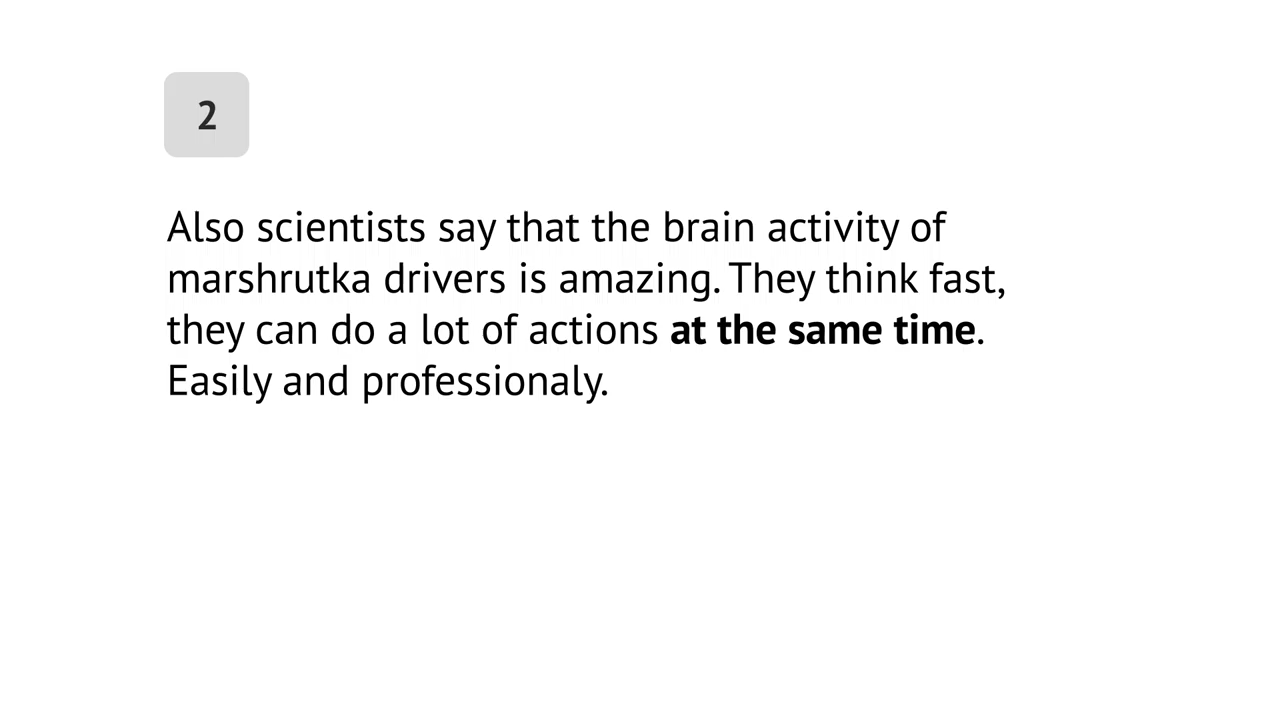 2
Also scientists say that the brain activity of
marshrutka drivers is amazing. They think fast,
they can do a lot of actions at the same time.
Easily and professionaly.